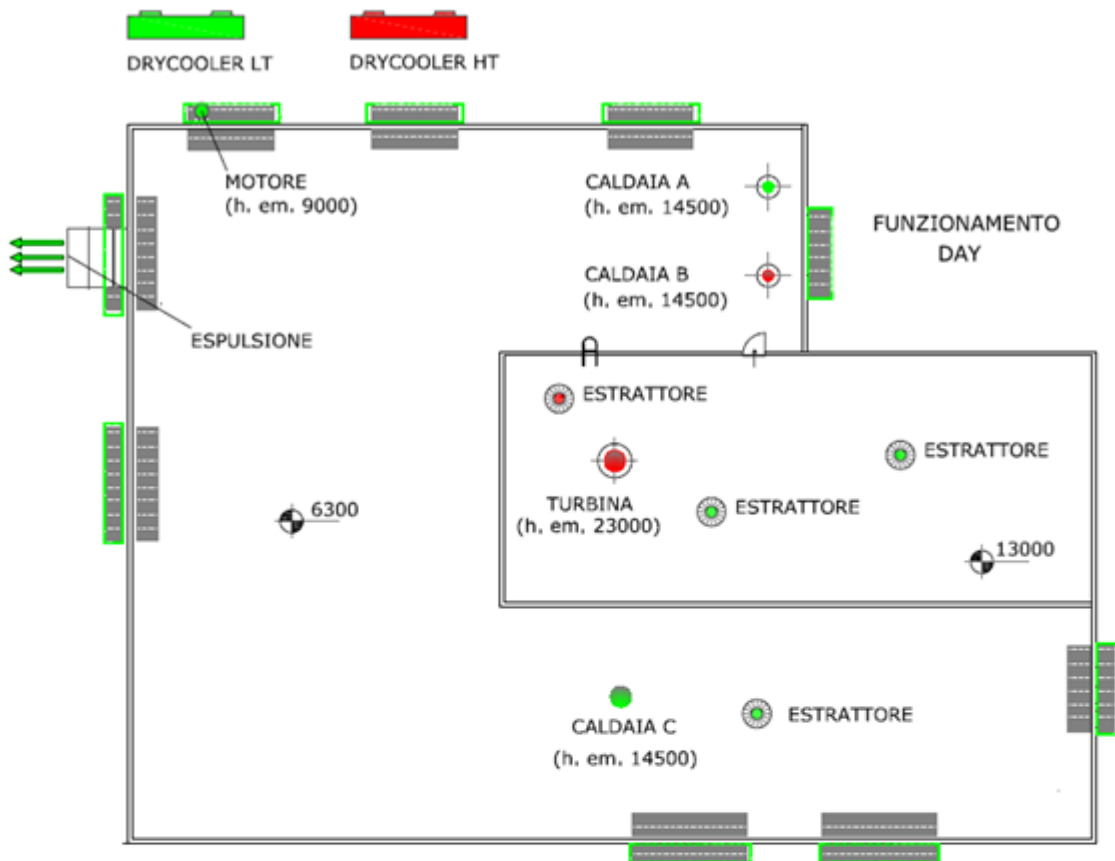 DRYCOOLER LT
DRYCOOLER HT
MOTORE
(h. em. 9000)
CALDAIA A
(h. em. 14500)
FUNZIONAMENTO
DAY
CALDAIA B
(h. em. 14500)
ESPULSIONE
ESTRATTORE
ESTRATTORE
TURBINA
(h. em. 23000)
ESTRATTORE
6300
13000
CALDAIA C
(h. em. 14500)
ESTRATTORE